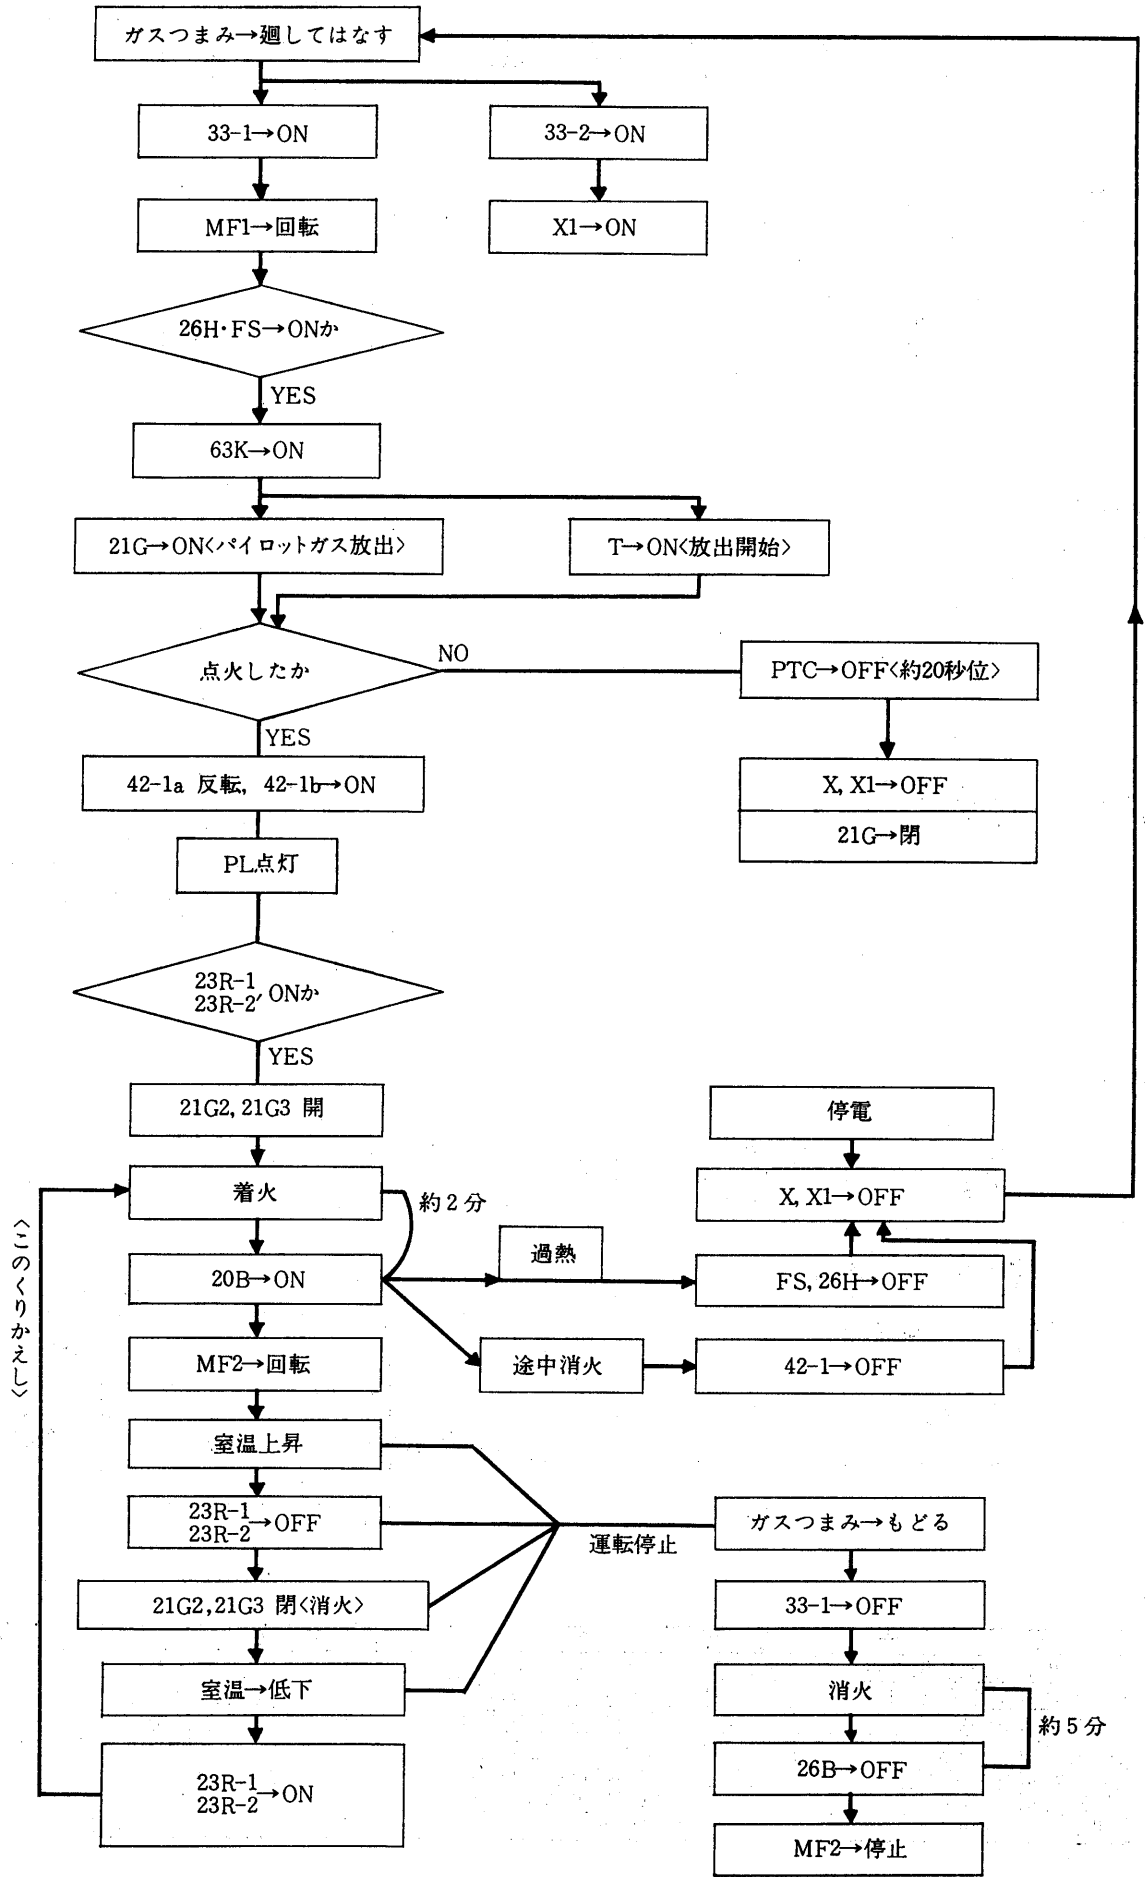 ガスつまみ→廻してはなす
33-1→ON
33-2→ON
MF1→回転
X1→ON
26H・FS→ONか
YES
63K→ON
21G→ON<パイロットガス放出>
T→ON<放出開始>
点火したか
NO
PTC→OFF<約20秒位>
YES
42-1a 反転, 42-1b→ON
X, X1→OFF
21G→閉
PL点灯
23R-1
23R-2′ ONか
YES
21G2, 21G3 開
停電
着火
約2分
X, X1→OFF
<このくりかえし>
20B→ON
過熱
FS, 26H→OFF
MF2→回転
途中消火
42-1→OFF
室温上昇
23R-1
23R-2→OFF
運転停止
ガスつまみ→もどる
21G2, 21G3 閉<消火>
33-1→OFF
室温→低下
消火
約5分
23R-1
23R-2→ON
26B→OFF
MF2→停止